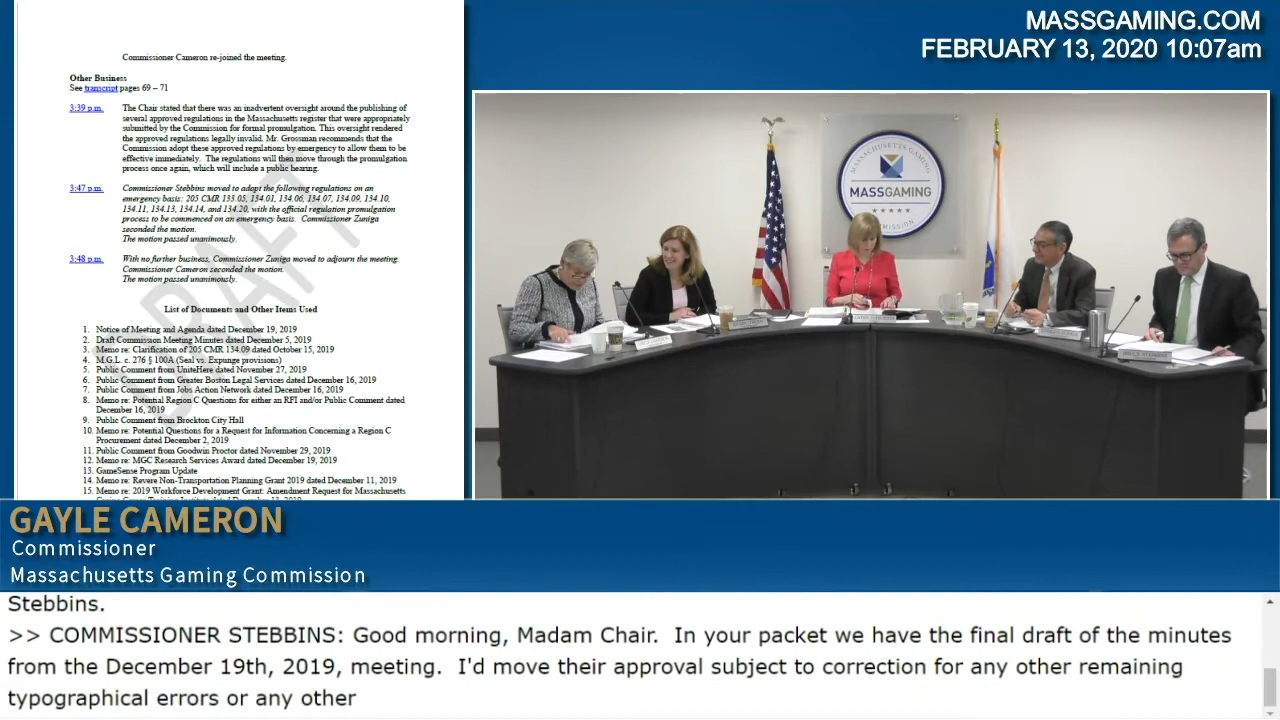 Commissioner Cameron re-joined the meeting.
Other Business
See transcript pages 69 – 71
3:39 p.m. The Chair stated that there was an inadvertent oversight around the publishing of
several approved regulations in the Massachusetts register that were appropriately
submitted by the Commission for formal promulgation. This oversight rendered
the approved regulations legally invalid. Mr. Grossman recommends that the
Commission adopt these approved regulations by emergency to allow them to be
effective immediately. The regulations will then move through the promulgation
process once again, which will include a public hearing.
3:47 p.m. Commissioner Stebbins moved to adopt the following regulations on an
emergency basis: 205 CMR 133.05, 134.01, 134.06, 134.07, 134.09, 134.10,
134.11, 134.13, 134.14, and 134.20, with the official regulation promulgation
process to be commenced on an emergency basis. Commissioner Zuniga
seconded the motion.
The motion passed unanimously.
3:48 p.m. With no further business, Commissioner Zuniga moved to adjourn the meeting.
Commissioner Cameron seconded the motion.
The motion passed unanimously.
DRAFT
List of Documents and Other Items Used
1. Notice of Meeting and Agenda dated December 19, 2019
2. Draft Commission Meeting Minutes dated December 5, 2019
3. Memo re: Clarification of 205 CMR 134.09 dated October 15, 2019
4. M.G.L. c. 276 § 100A (Seal vs. Expunge provisions)
5. Public Comment from UniteHere dated November 27, 2019
6. Public Comment from Greater Boston Legal Services dated December 16, 2019
7. Public Comment from Jobs Action Network dated December 16, 2019
8. Memo re: Potential Region C Questions for either an RFI and/or Public Comment dated
December 16, 2019
9. Public Comment from Brockton City Hall
10. Memo re: Potential Questions for a Request for Information Concerning a Region C
Procurement dated December 2, 2019
11. Public Comment from Goodwin Proctor dated November 29, 2019
12. Memo re: MGC Research Services Award dated December 19, 2019
13. GameSense Program Update
14. Memo re: Revere Non-Transportation Planning Grant 2019 dated December 11, 2019
15. Memo re: 2019 Workforce Development Grant: Amendment Request for Massachusetts
MASSGAMING.COM
FEBRUARY 13, 2020 10:07am
MASSACHUSETTS GAMING
MASSGAMING
COMMISSION
GAYLE CAMERON
Commissioner
Massachusetts Gaming Commission
Stebbins.
>> COMMISSIONER STEBBINS: Good morning, Madam Chair. In your packet we have the final draft of the minutes
from the December 19th, 2019, meeting. I'd move their approval subject to correction for any other remaining
typographical errors or any other